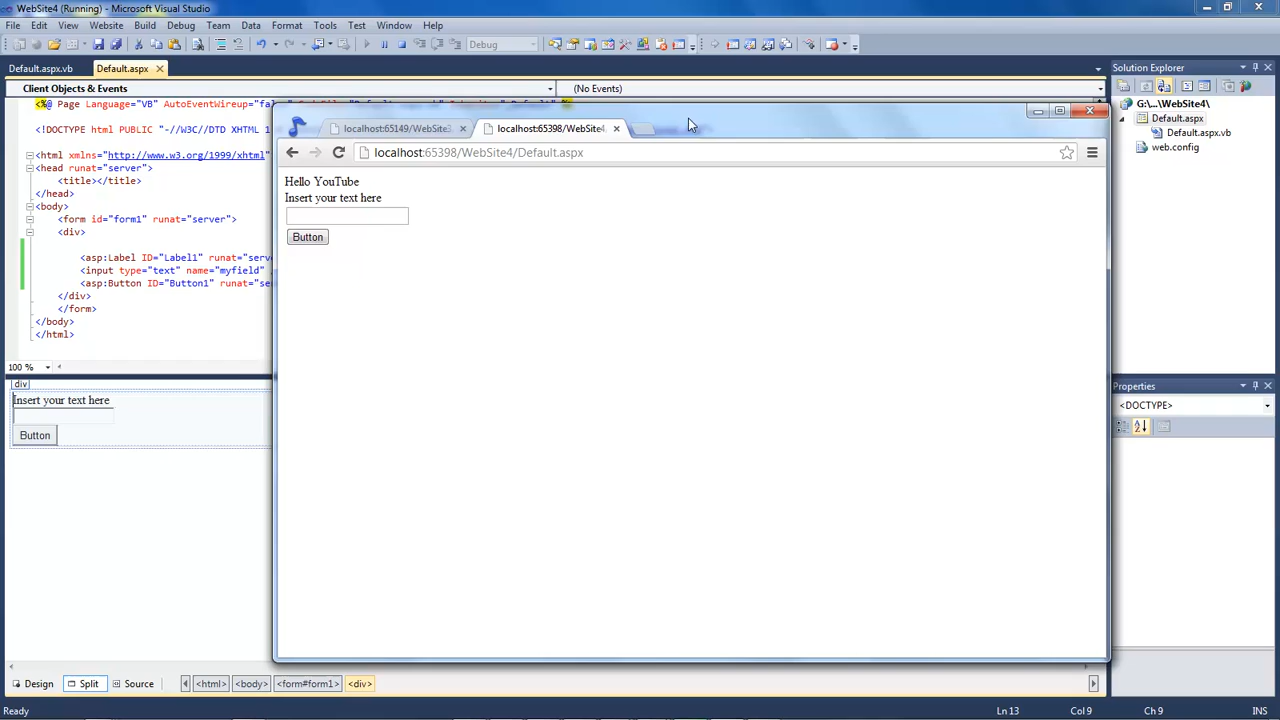 WebSite4 (Running) - Microsoft Visual Studio
File Edit View Website Build Debug Team Data Format Tools Test Window Help
Debug
Default.aspx.vb Default.aspx
Client Objects & Events (No Events)
<%@ Page Language="VB" AutoEventWireup="fal
<!DOCTYPE html PUBLIC "-//W3C//DTD XHTML 1
<html xmlns="http://www.w3.org/1999/xhtml"
<head runat="server">
<title></title>
</head>
<body>
<form id="form1" runat="server">
<div>
<asp:Label ID="Label1" runat="serv
<input type="text" name="myfield"
<asp:Button ID="Button1" runat="se
</div>
</form>
</body>
</html>
100 %
div
Insert your text here
Button
Design Split Source <html> <body> <form#form1> <div>
localhost:65149/WebSite3 localhost:65398/WebSite4
localhost:65398/WebSite4/Default.aspx
Hello YouTube
Insert your text here
Button
Solution Explorer
G:\...\WebSite4\
Default.aspx
Default.aspx.vb
web.config
Properties
<DOCTYPE>
Ready Ln 13 Col 9 Ch 9 INS